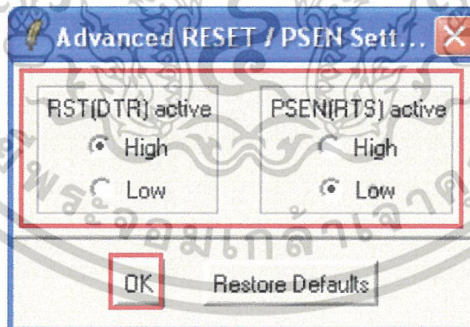 Advanced RESET / PSEN Sett...
RST(DTR) active
High
Low
PSEN(RTS) active
High
Low
OK
Restore Defaults